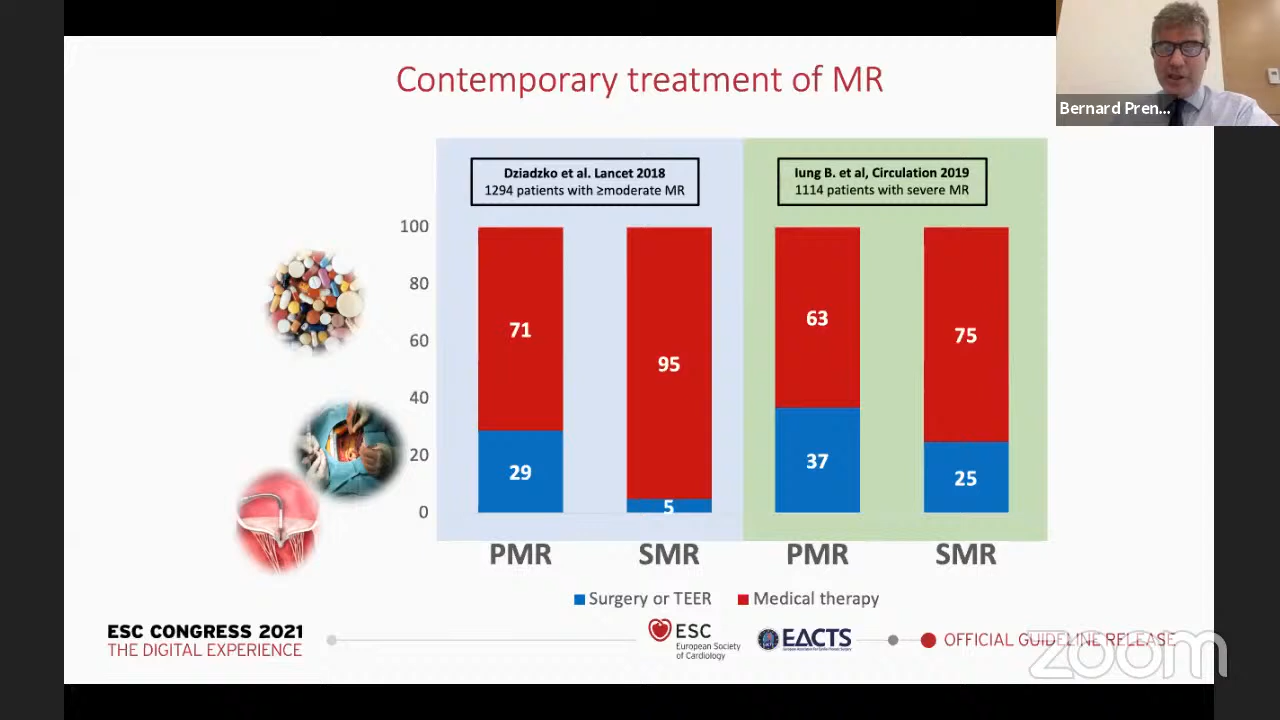 Contemporary treatment of MR
Bernard Pren...
Dziadzko et al. Lancet 2018
1294 patients with ≥moderate MR
Iung B. et al, Circulation 2019
1114 patients with severe MR
100
80
60
40
20
0
71
29
95
5
63
37
75
25
PMR
SMR
PMR
SMR
Surgery or TEER
Medical therapy
ESC CONGRESS 2021
THE DIGITAL EXPERIENCE
ESC
European Society
of Cardiology
EACTS
OFFICIAL GUIDELINE RELEASE
zoom